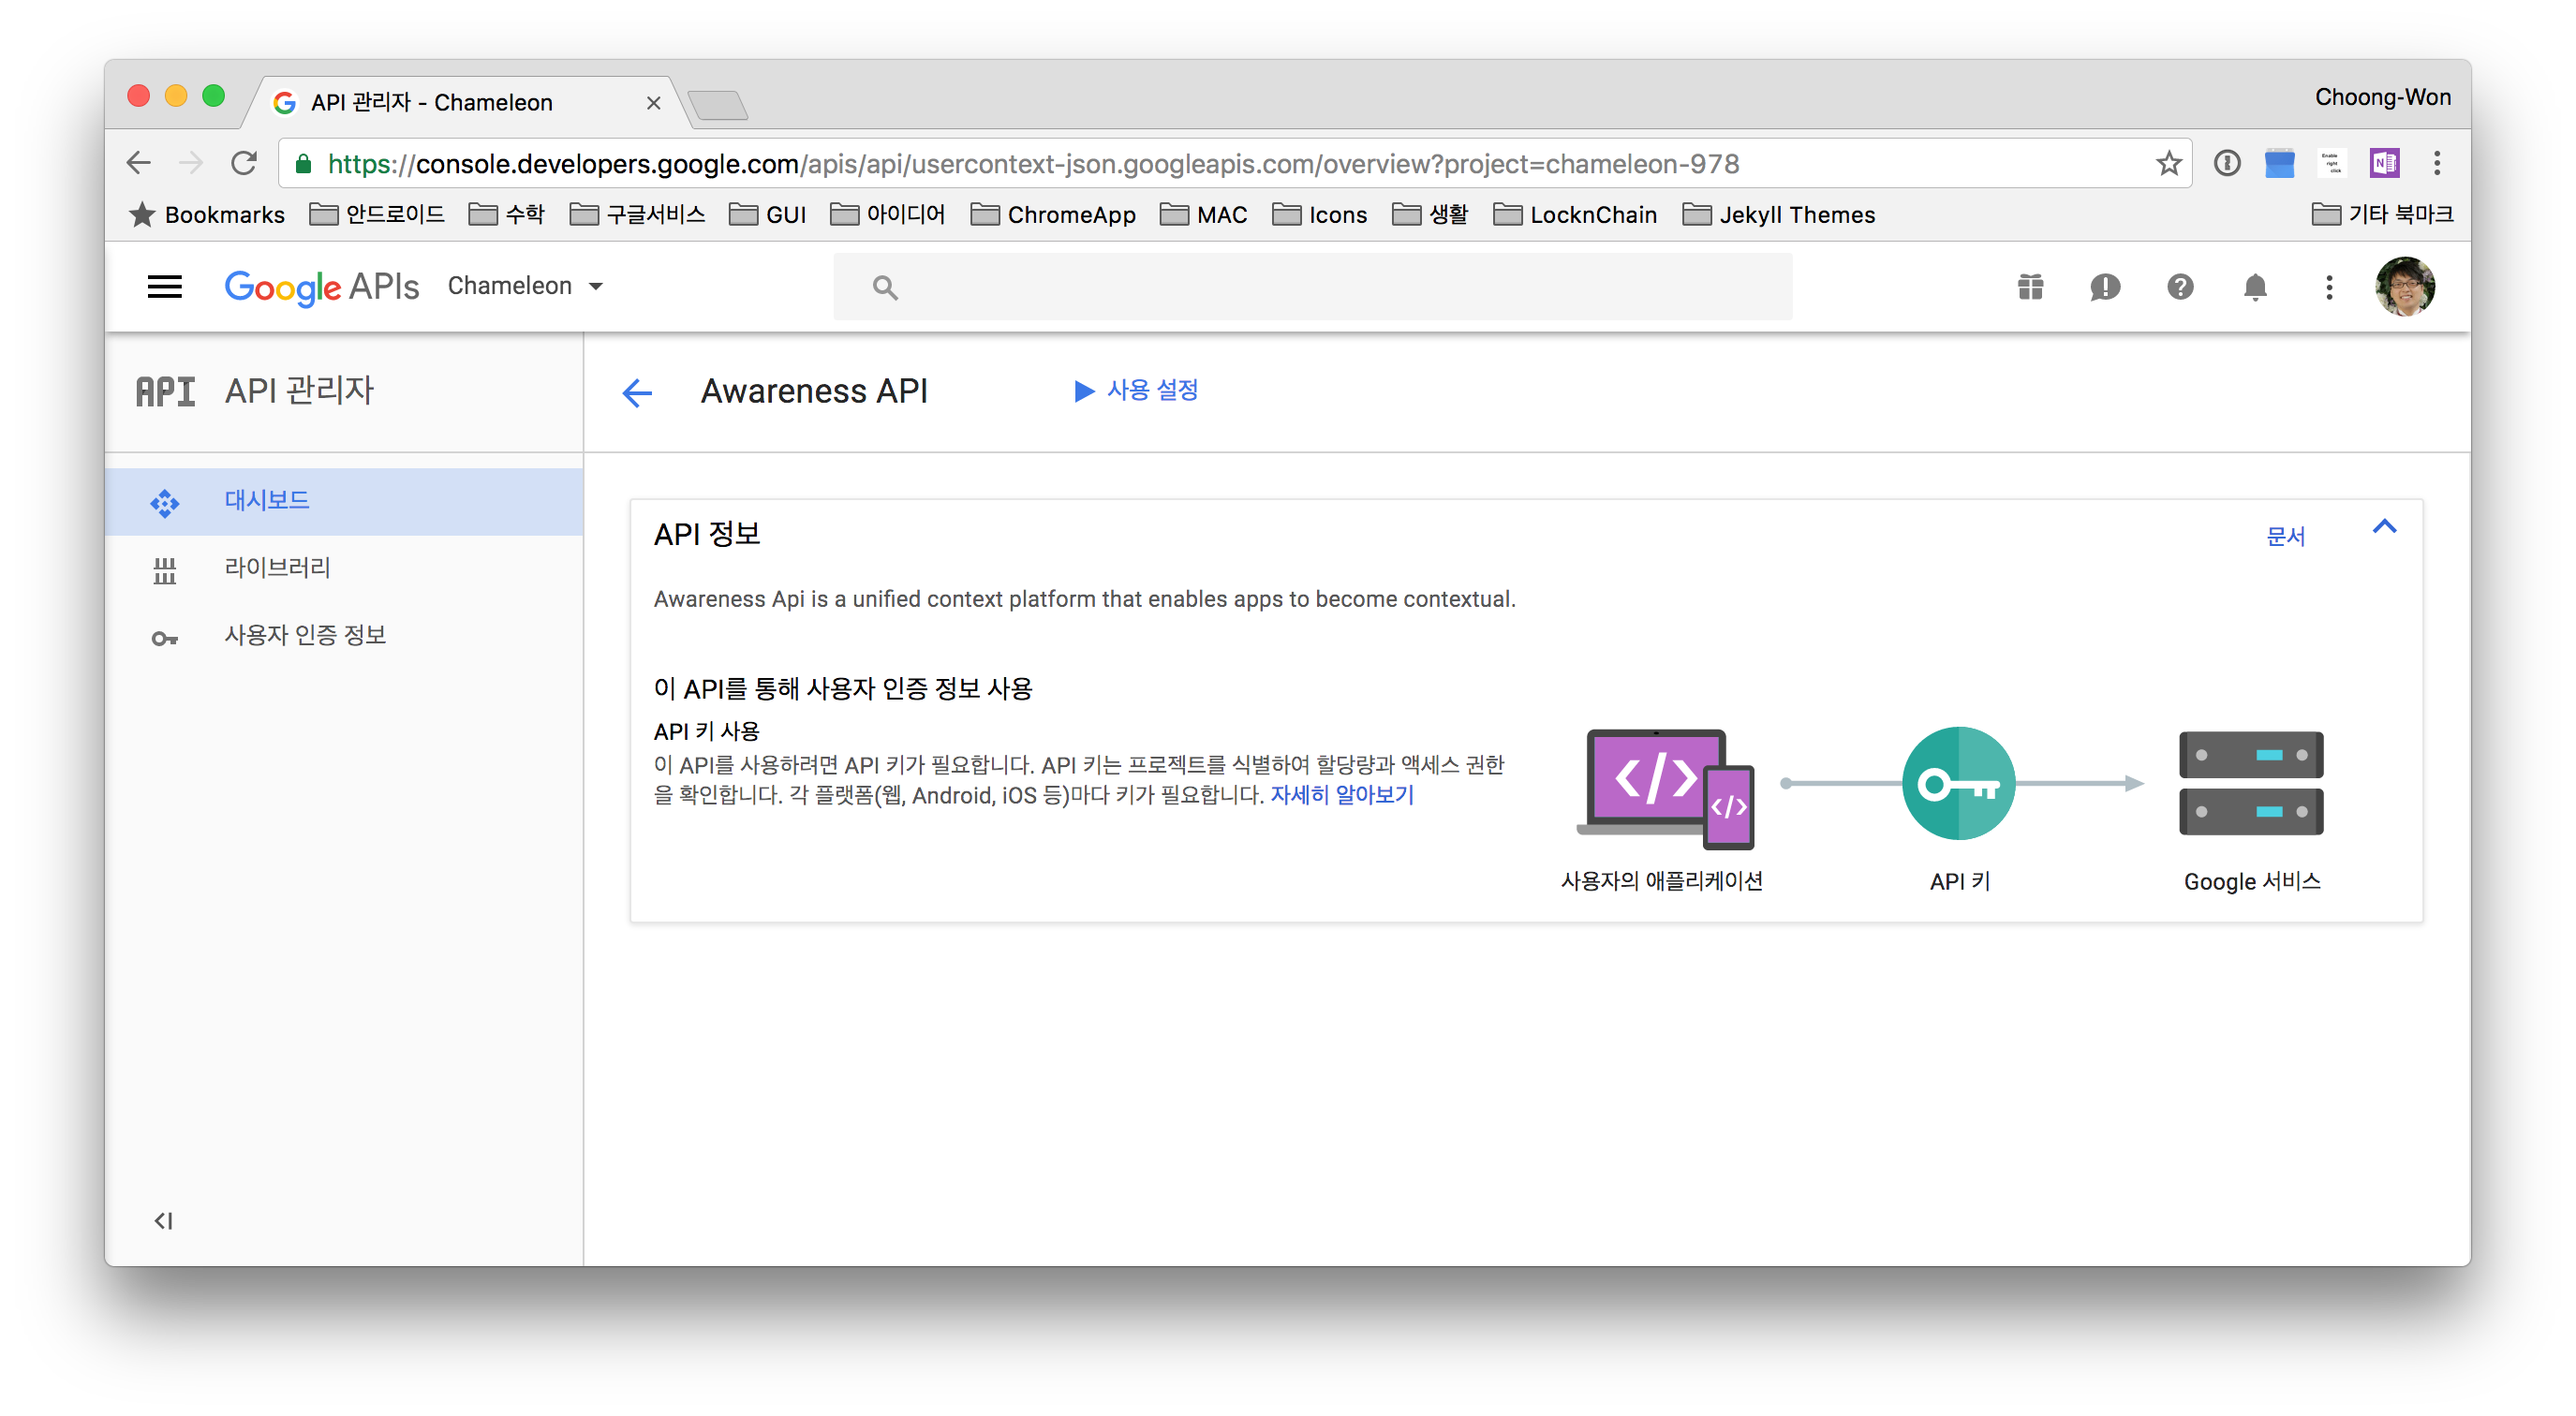 API 관리자 - Chameleon
Choong-Won
https://console.developers.google.com/apis/api/usercontext-json.googleapis.com/overview?project=chameleon-978
Enable right click
Bookmarks 안드로이드 수학 구글서비스 GUI 아이디어 ChromeApp MAC Icons 생활 LocknChain Jekyll Themes 기타 북마크
Google APIs Chameleon
API API 관리자
Awareness API 사용 설정
대시보드
라이브러리
사용자 인증 정보
API 정보
문서
Awareness Api is a unified context platform that enables apps to become contextual.
이 API를 통해 사용자 인증 정보 사용
API 키 사용
이 API를 사용하려면 API 키가 필요합니다. API 키는 프로젝트를 식별하여 할당량과 액세스 권한
을 확인합니다. 각 플랫폼(웹, Android, iOS 등)마다 키가 필요합니다. 자세히 알아보기
사용자의 애플리케이션
API 키
Google 서비스